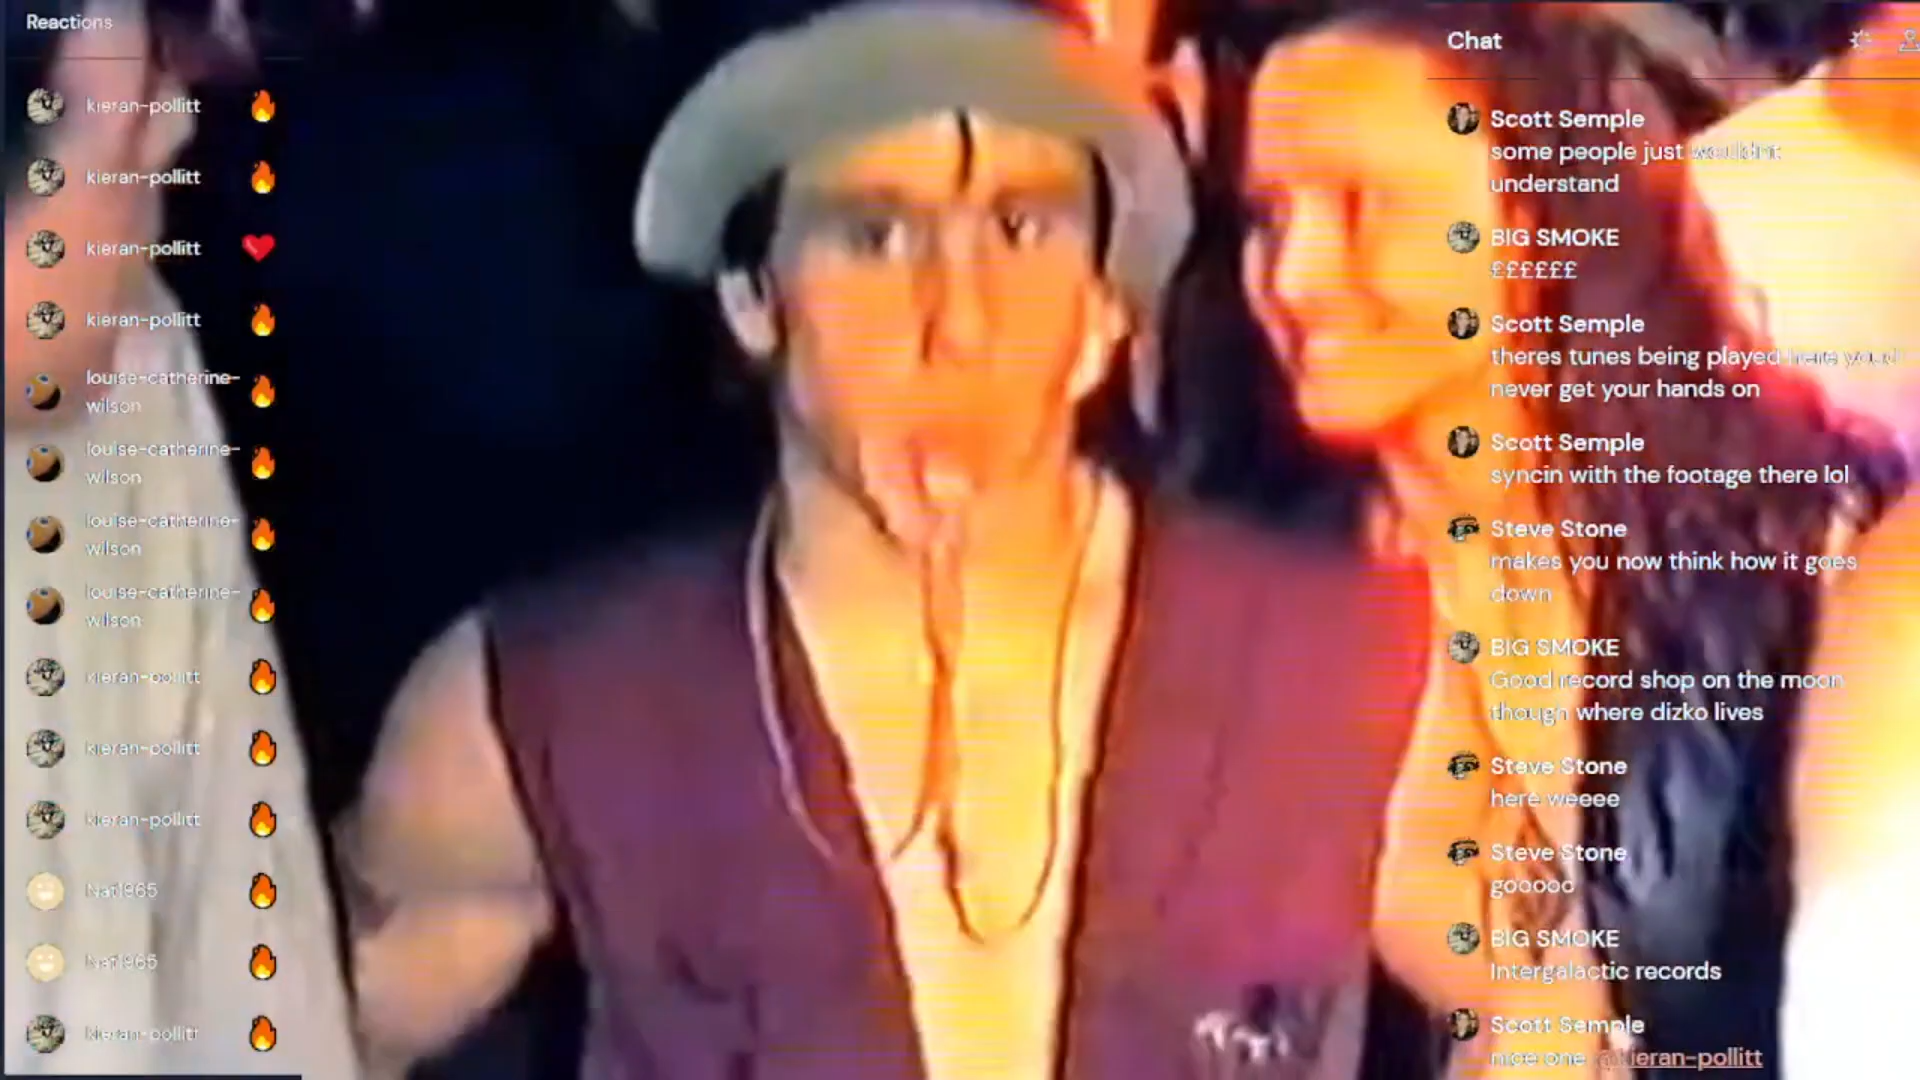 Reactions
kieran-pollitt
kieran-pollitt
kieran-pollitt
kieran-pollitt
louise-catherine-
wilson
louise-catherine-
wilson
louise-catherine-
wilson
louise-catherine-
wilson
kieran-pollitt
kieran-pollitt
kieran-pollitt
Nat1965
Nat1965
kieran-pollitt
Chat
Scott Semple
some people just wouldnt
understand
BIG SMOKE
££££££
Scott Semple
theres tunes being played here youd
never get your hands on
Scott Semple
syncin with the footage there lol
Steve Stone
makes you now think how it goes
down
BIG SMOKE
Good record shop on the moon
though where dizko lives
Steve Stone
here weeee
Steve Stone
gooooo
BIG SMOKE
Intergalactic records
Scott Semple
nice one @kieran-pollitt